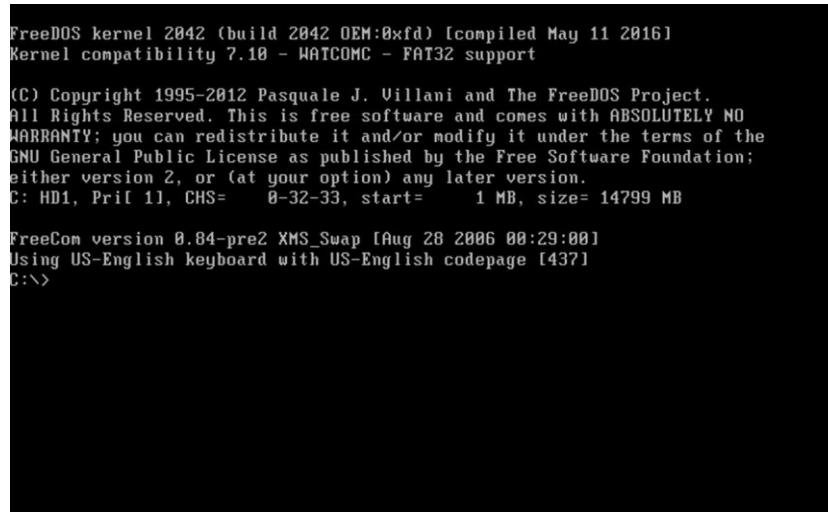 FreeDOS kernel 2042 (build 2042 OEM:0xfd) [compiled May 11 2016]
Kernel compatibility 7.10 - WATCOMC - FAT32 support
(C) Copyright 1995-2012 Pasquale J. Villani and The FreeDOS Project.
All Rights Reserved. This is free software and comes with ABSOLUTELY NO
WARRANTY; you can redistribute it and/or modify it under the terms of the
GNU General Public License as published by the Free Software Foundation;
either version 2, or (at your option) any later version.
C: HD1, Pri[ 1], CHS=    0-32-33, start=     1 MB, size= 14799 MB
FreeCom version 0.84-pre2 XMS_Swap [Aug 28 2006 00:29:00]
Using US-English keyboard with US-English codepage [437]
C:\>